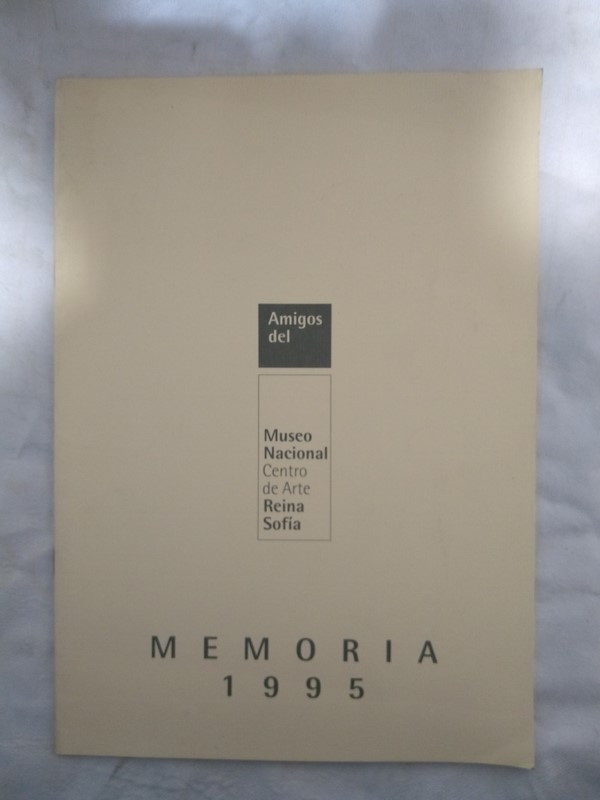 Amigos
del
Museo
Nacional
Centro
de Arte
Reina
Sofía
MEMORIA
1995